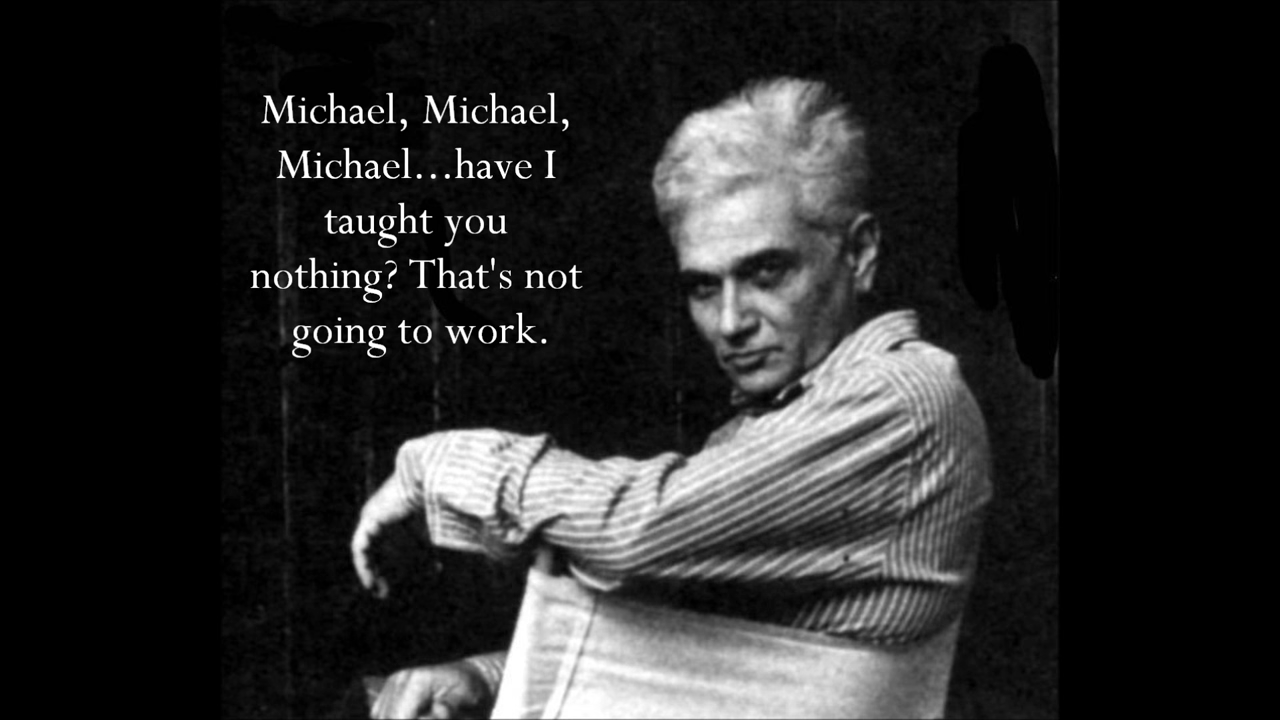 Michael, Michael,
Michael...have I
taught you
nothing? That's not
going to work.